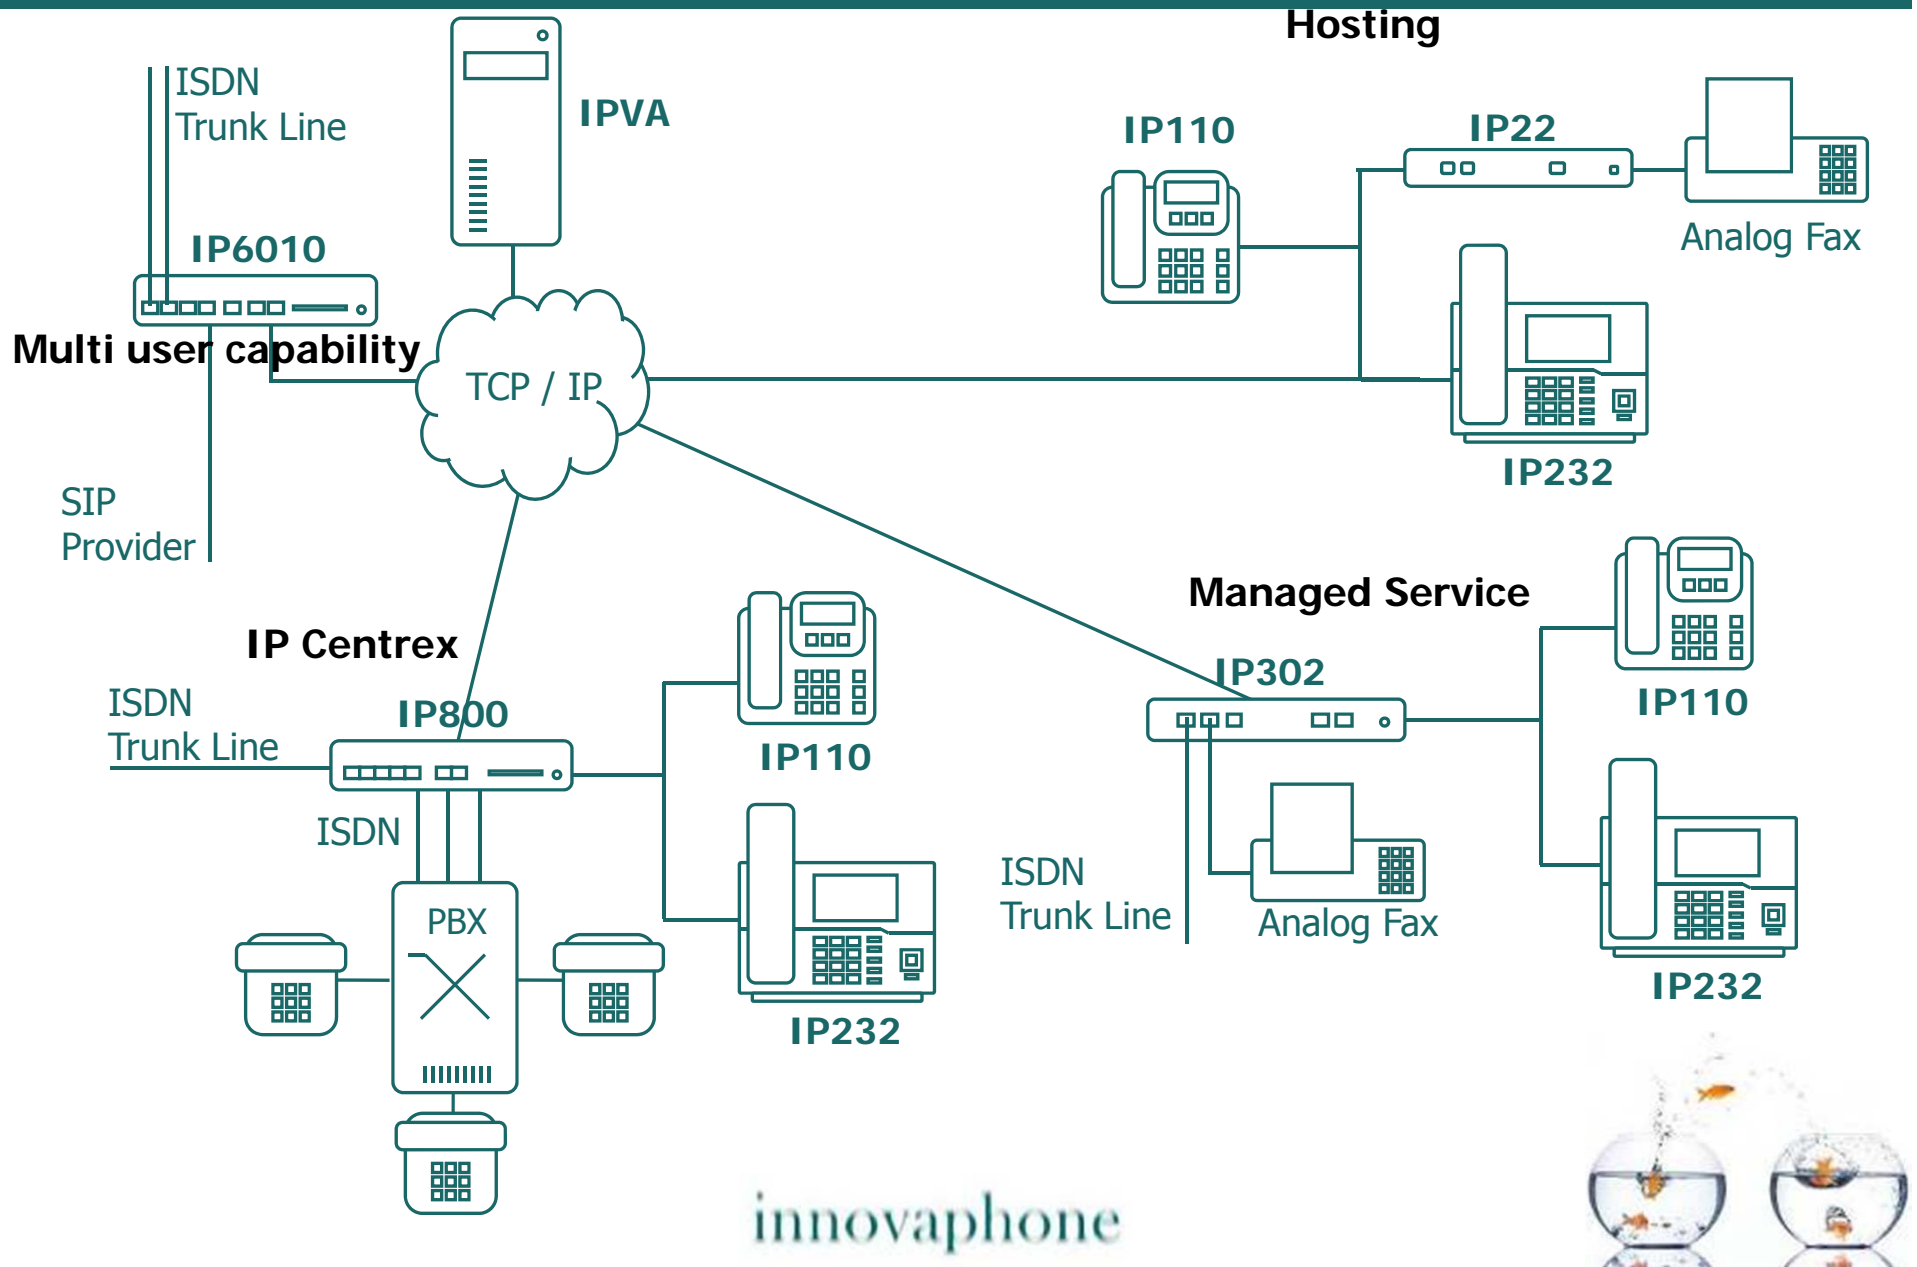 Hosting
ISDN
Trunk Line
IPVA
IP110
IP22
Analog Fax
IP6010
Multi user capability
TCP / IP
IP232
SIP
Provider
Managed Service
IP110
IP302
ISDN
Trunk Line
Analog Fax
IP232
IP Centrex
ISDN
Trunk Line
IP800
IP110
ISDN
PBX
IP232
innovaphone